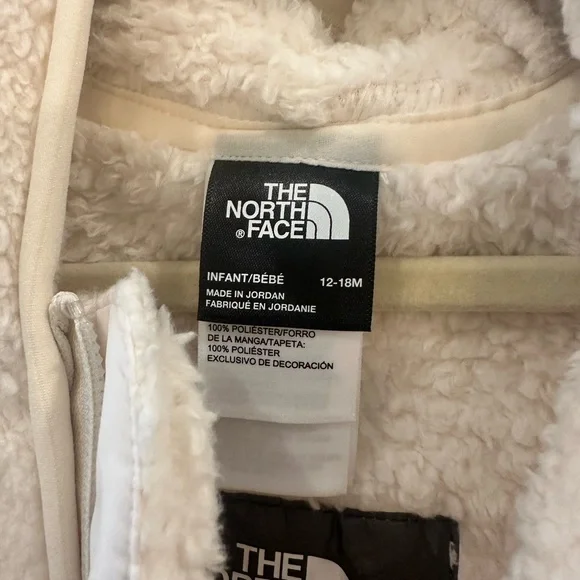 THE
NORTH
FACE
®
INFANT/BÉBÉ 12-18M
MADE IN JORDAN
FABRIQUÉ EN JORDANIE
100% POLIÉSTER/FORRO
DE LA MANGA/TAPETA:
100% POLIÉSTER
EXCLUSIVO DE DECORACIÓN
THE